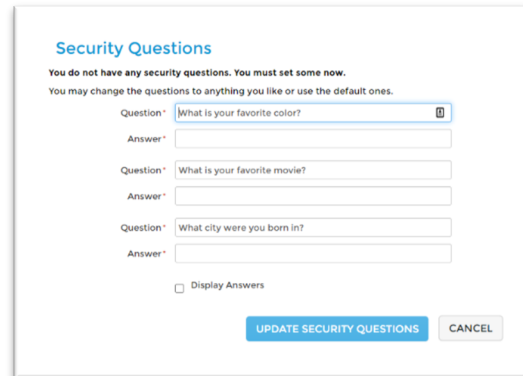 Security Questions
You do not have any security questions. You must set some now.
You may change the questions to anything you like or use the default ones.
Question* What is your favorite color?
Answer*
Question* What is your favorite movie?
Answer*
Question* What city were you born in?
Answer*
Display Answers
UPDATE SECURITY QUESTIONS CANCEL